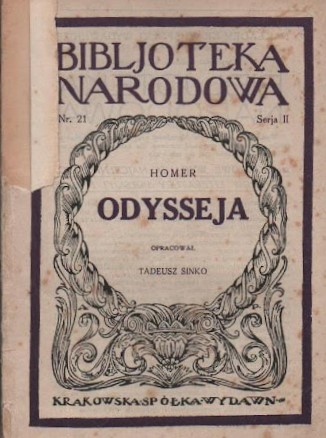 BIBLJOTEKA
NARODOWA
Nr. 21 Serja II
HOMER
ODYSSEJA
OPRACOWAŁ
TADEUSZ SINKO
KRAKOWSKA·SPÓŁKA·WYDAWN·